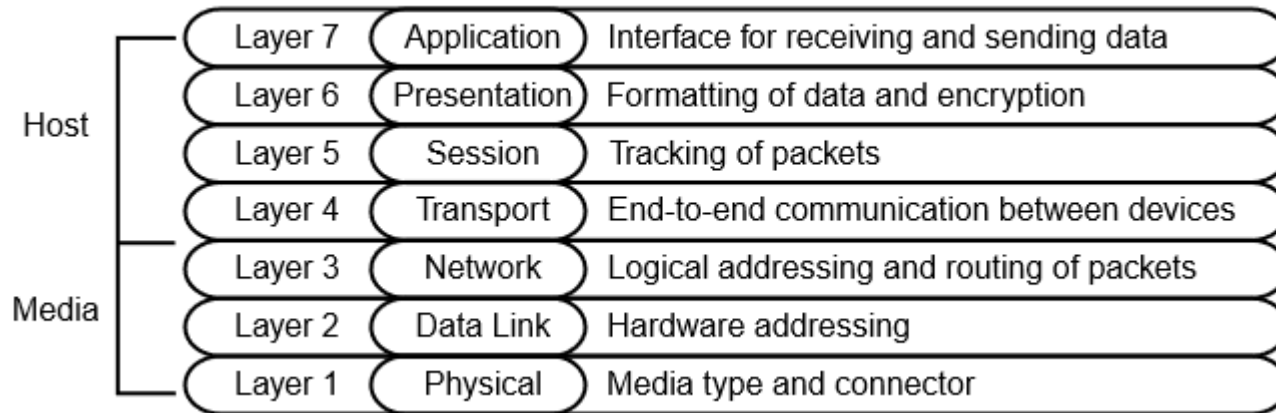 Layer 7 Application Interface for receiving and sending data
Layer 6 Presentation Formatting of data and encryption
Host
Layer 5 Session Tracking of packets
Layer 4 Transport End-to-end communication between devices
Layer 3 Network Logical addressing and routing of packets
Media
Layer 2 Data Link Hardware addressing
Layer 1 Physical Media type and connector